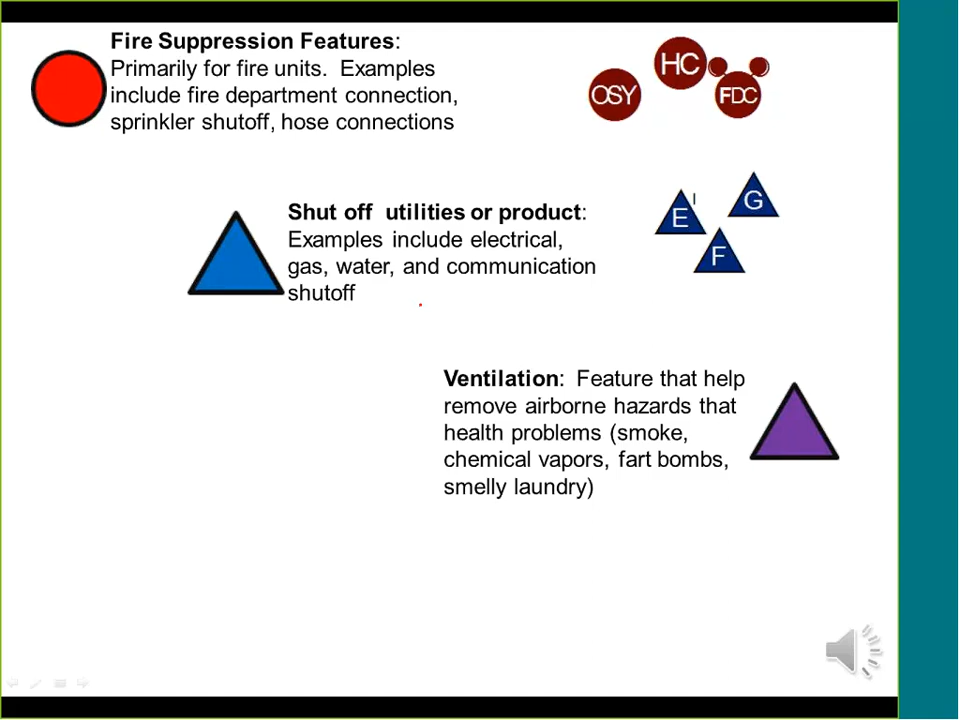 Fire Suppression Features:
Primarily for fire units. Examples
include fire department connection,
sprinkler shutoff, hose connections
OSY
HC
FDC
Shut off utilities or product:
Examples include electrical,
gas, water, and communication
shutoff
E
I
G
F
Ventilation: Feature that help
remove airborne hazards that
health problems (smoke,
chemical vapors, fart bombs,
smelly laundry)